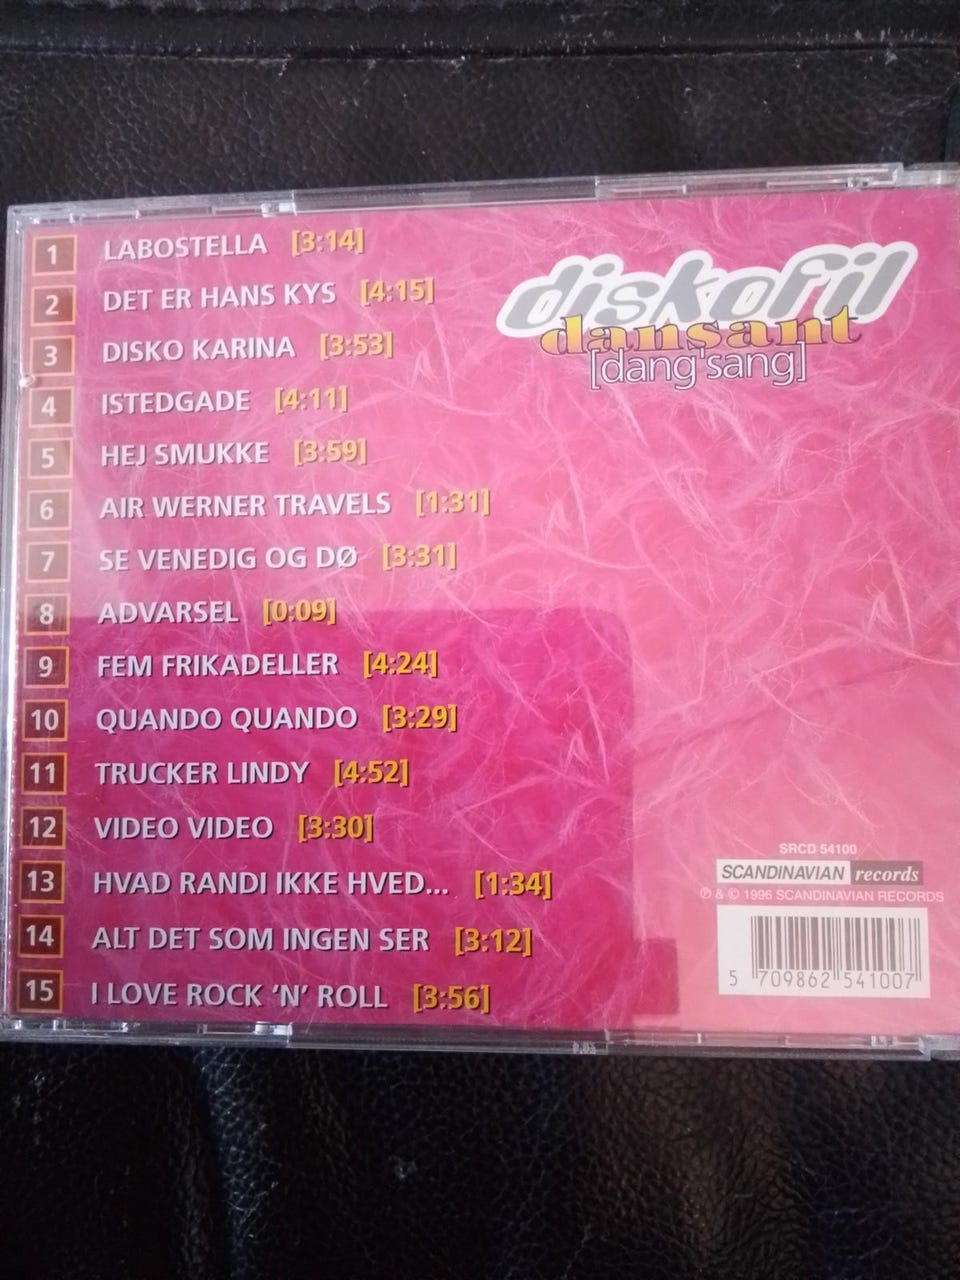 1 LABOSTELLA [3:14]
2 DET ER HANS KYS [4:15]
3 DISKO KARINA [3:53]
4 ISTEDGADE [4:11]
5 HEJ SMUKKE [3:59]
6 AIR WERNER TRAVELS [1:31]
7 SE VENEDIG OG DØ [3:31]
8 ADVARSEL [0:09]
9 FEM FRIKADELLER [4:24]
10 QUANDO QUANDO [3:29]
11 TRUCKER LINDY [4:52]
12 VIDEO VIDEO [3:30]
13 HVAD RANDI IKKE HVED... [1:34]
14 ALT DET SOM INGEN SER [3:12]
15 I LOVE ROCK 'N' ROLL [3:56]
diskofil
dansant
[dang'sang]
SRCD 54100
SCANDINAVIAN records
℗ & © 1996 SCANDINAVIAN RECORDS
5 709862 541007